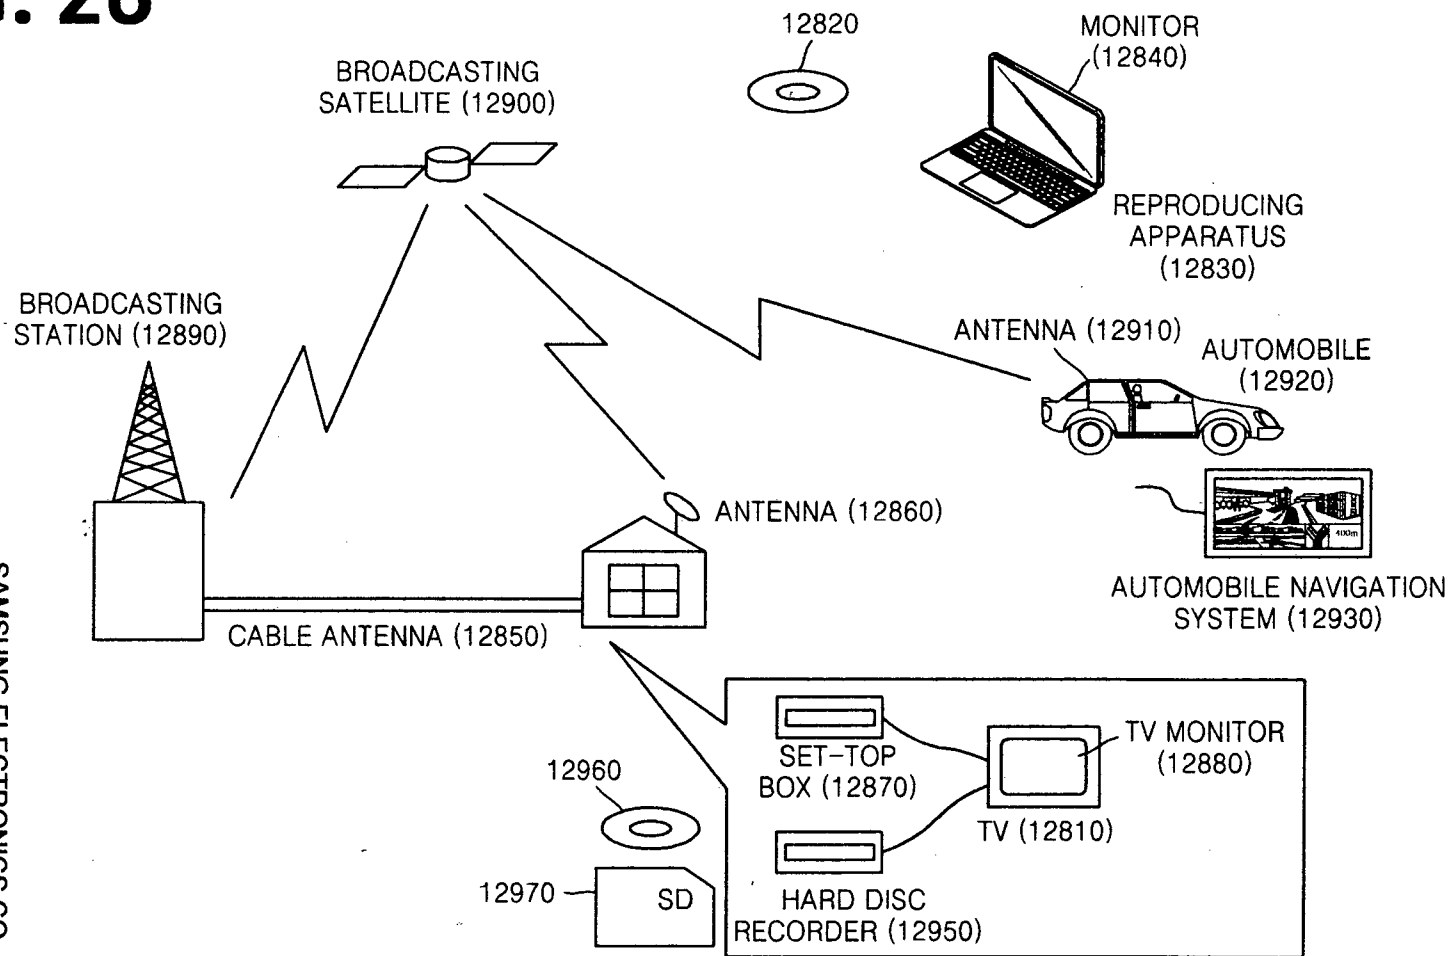 12820
MONITOR
(12840)
BROADCASTING
SATELLITE (12900)
REPRODUCING
APPARATUS
(12830)
BROADCASTING
STATION (12890)
ANTENNA (12910)
AUTOMOBILE
(12920)
ANTENNA (12860)
400m
AUTOMOBILE NAVIGATION
SYSTEM (12930)
CABLE ANTENNA (12850)
TV MONITOR
(12880)
SET-TOP
BOX (12870)
12960
TV (12810)
12970
SD
HARD DISC
RECORDER (12950)